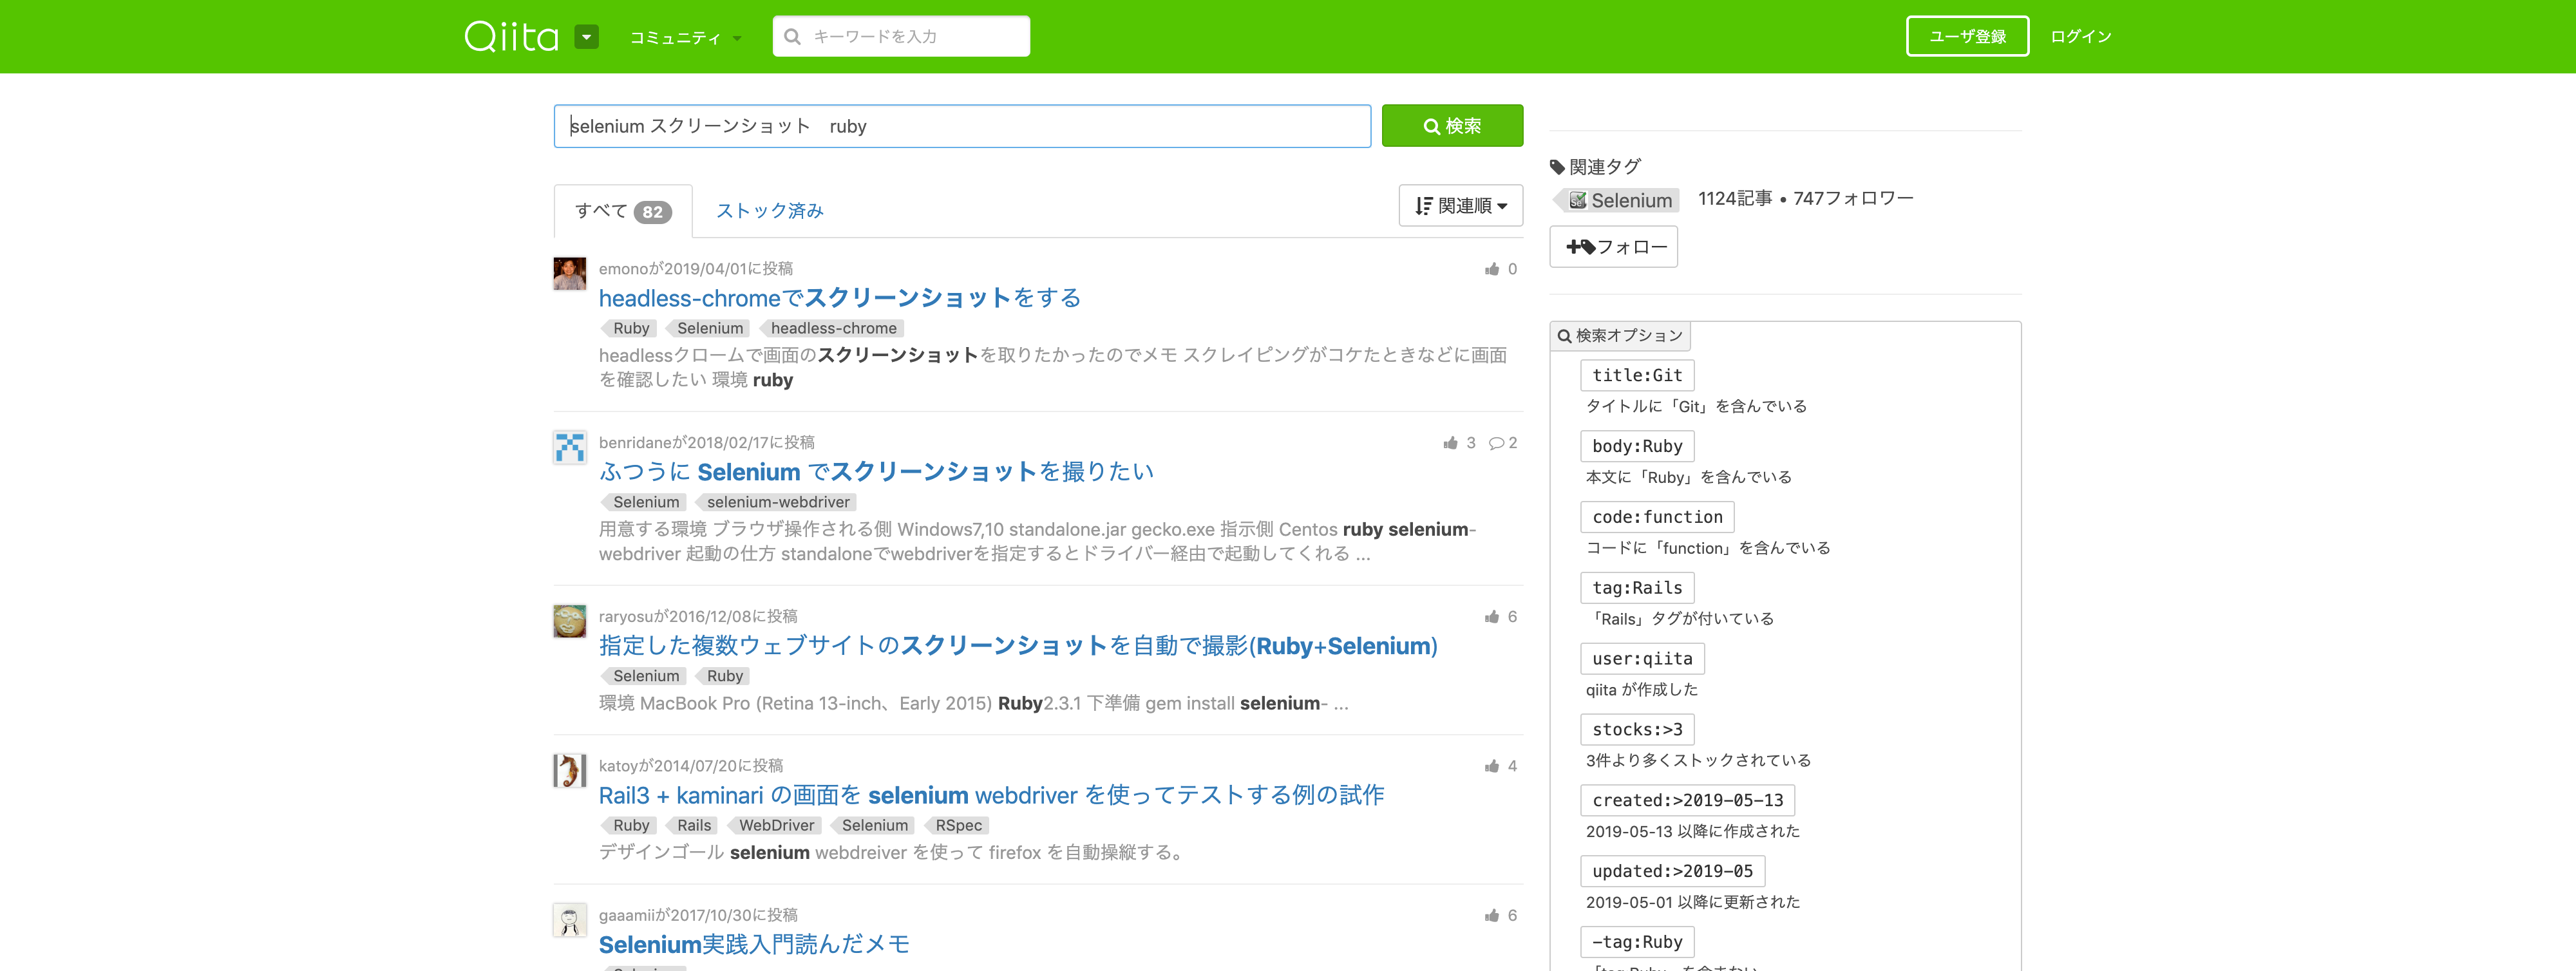 Qiita
コミュニティ
キーワードを入力
ユーザ登録
ログイン
selenium スクリーンショット　ruby
検索
すべて 82
ストック済み
関連順
emonoが2019/04/01に投稿
0
headless-chromeでスクリーンショットをする
Ruby Selenium headless-chrome
headlessクロームで画面のスクリーンショットを取りたかったのでメモ スクレイピングがコケたときなどに画面
を確認したい 環境 ruby
benridaneが2018/02/17に投稿
3 2
ふつうに Selenium でスクリーンショットを撮りたい
Selenium selenium-webdriver
用意する環境 ブラウザ操作される側 Windows7,10 standalone.jar gecko.exe 指示側 Centos ruby selenium-
webdriver 起動の仕方 standaloneでwebdriverを指定するとドライバー経由で起動してくれる ...
raryosuが2016/12/08に投稿
6
指定した複数ウェブサイトのスクリーンショットを自動で撮影(Ruby+Selenium)
Selenium Ruby
環境 MacBook Pro (Retina 13-inch、Early 2015) Ruby2.3.1 下準備 gem install selenium- ...
katoyが2014/07/20に投稿
4
Rail3 + kaminari の画面を selenium webdriver を使ってテストする例の試作
Ruby Rails WebDriver Selenium RSpec
デザインゴール selenium webdreiver を使って firefox を自動操縦する。
gaaamiiが2017/10/30に投稿
6
Selenium実践入門読んだメモ
関連タグ
Selenium 1124記事 • 747フォロワー
フォロー
検索オプション
title:Git
タイトルに「Git」を含んでいる
body:Ruby
本文に「Ruby」を含んでいる
code:function
コードに「function」を含んでいる
tag:Rails
「Rails」タグが付いている
user:qiita
qiita が作成した
stocks:>3
3件より多くストックされている
created:>2019-05-13
2019-05-13 以降に作成された
updated:>2019-05
2019-05-01 以降に更新された
-tag:Ruby